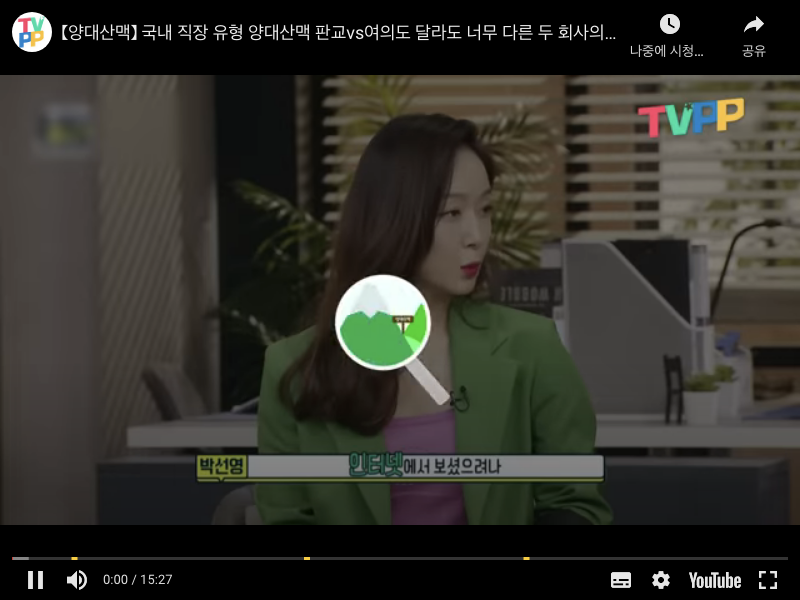 TVPP
【양대산맥】 국내 직장 유형 양대산맥 판교vs여의도 달라도 너무 다른 두 회사의...
나중에 시청...
공유
TVPP
박선영 인터넷에서 보셨으려나
0:00 / 15:27
YouTube